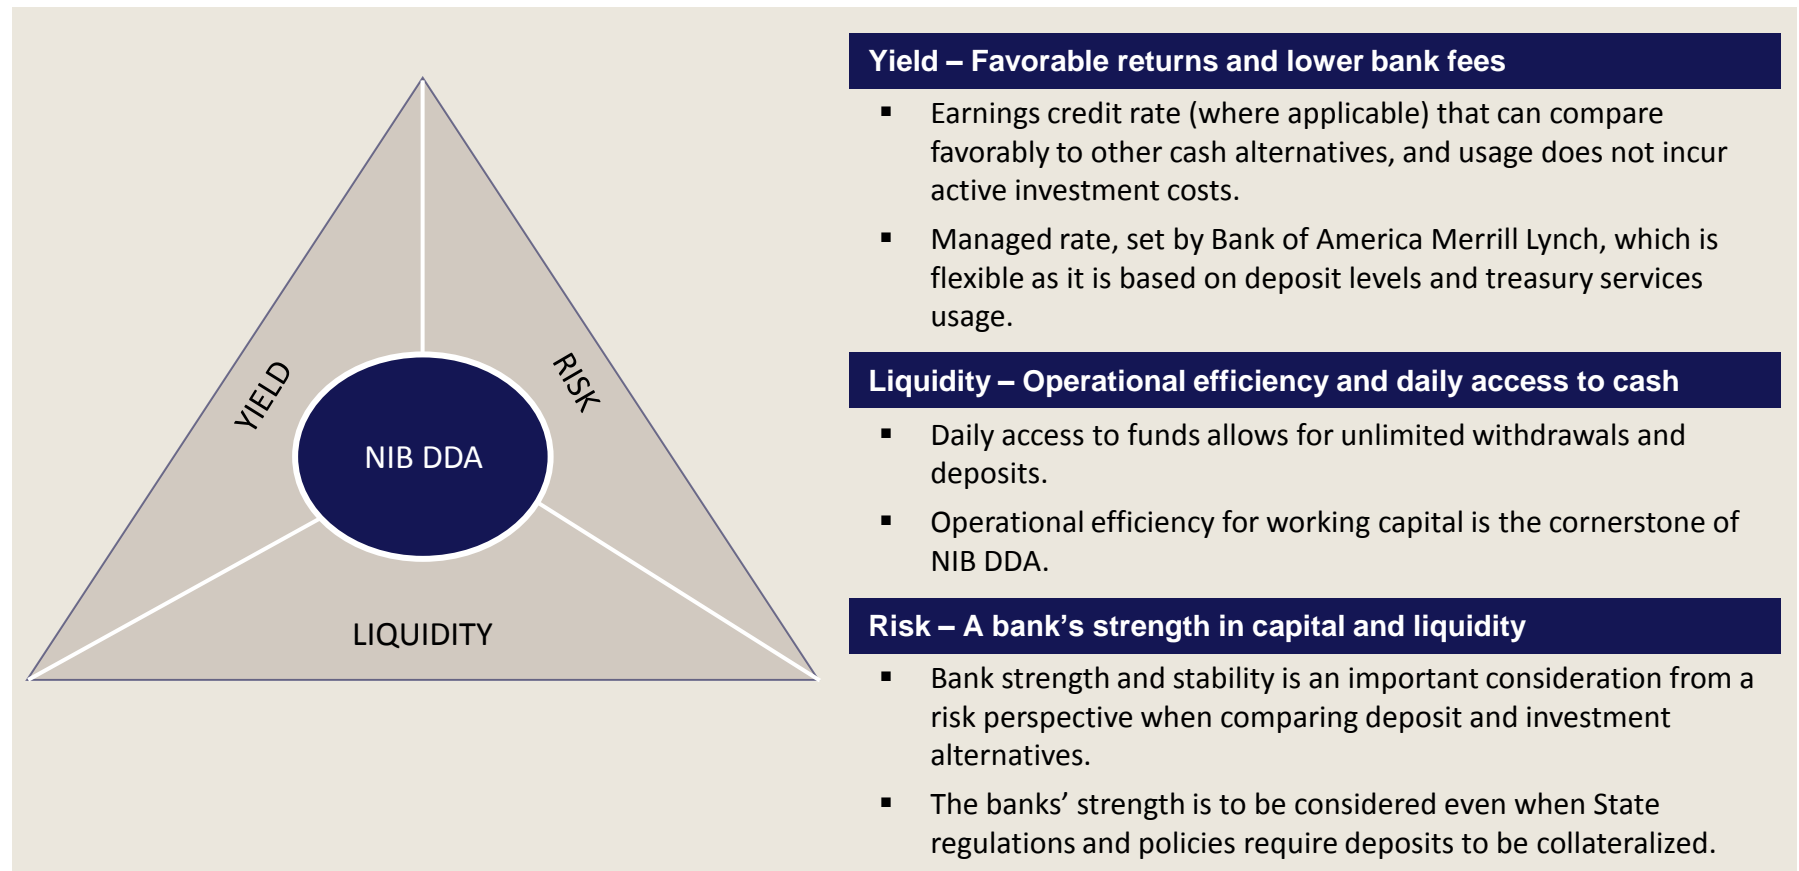 YIELD
RISK
NIB DDA
LIQUIDITY
Yield – Favorable returns and lower bank fees
▪ Earnings credit rate (where applicable) that can compare
favorably to other cash alternatives, and usage does not incur
active investment costs.
▪ Managed rate, set by Bank of America Merrill Lynch, which is
flexible as it is based on deposit levels and treasury services
usage.
Liquidity – Operational efficiency and daily access to cash
▪ Daily access to funds allows for unlimited withdrawals and
deposits.
▪ Operational efficiency for working capital is the cornerstone of
NIB DDA.
Risk – A bank’s strength in capital and liquidity
▪ Bank strength and stability is an important consideration from a
risk perspective when comparing deposit and investment
alternatives.
▪ The banks’ strength is to be considered even when State
regulations and policies require deposits to be collateralized.